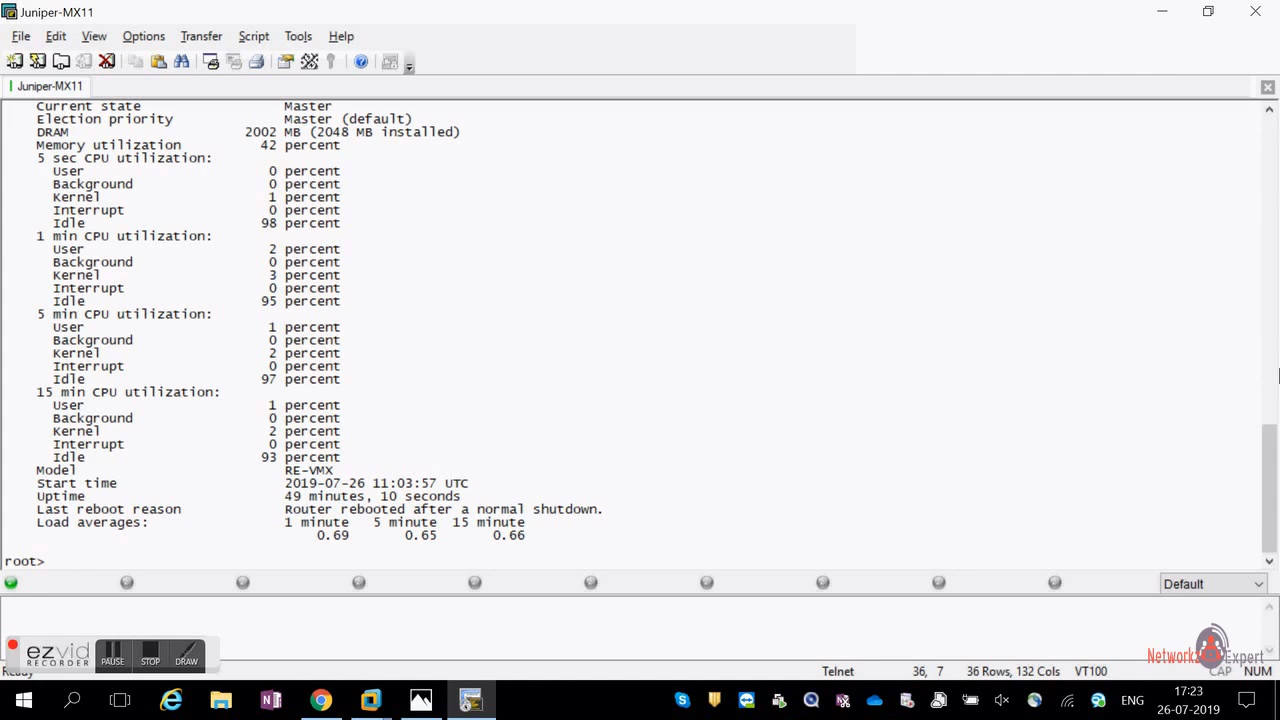 Juniper-MX11
File Edit View Options Transfer Script Tools Help
Juniper-MX11
Current state Master
Election priority Master (default)
DRAM 2002 MB (2048 MB installed)
Memory utilization 42 percent
5 sec CPU utilization:
User 0 percent
Background 0 percent
Kernel 1 percent
Interrupt 0 percent
Idle 98 percent
1 min CPU utilization:
User 2 percent
Background 0 percent
Kernel 3 percent
Interrupt 0 percent
Idle 95 percent
5 min CPU utilization:
User 1 percent
Background 0 percent
Kernel 2 percent
Interrupt 0 percent
Idle 97 percent
15 min CPU utilization:
User 1 percent
Background 0 percent
Kernel 2 percent
Interrupt 0 percent
Idle 93 percent
Model RE-VMX
Start time 2019-07-26 11:03:57 UTC
Uptime 49 minutes, 10 seconds
Last reboot reason Router rebooted after a normal shutdown.
Load averages: 1 minute 5 minute 15 minute
0.69 0.65 0.66
root>
Default
ezvid
RECORDER
PAUSE STOP DRAW
Expert
Telnet 36, 7 36 Rows, 132 Cols VT100 CAP NUM
ENG
17:23
26-07-2019